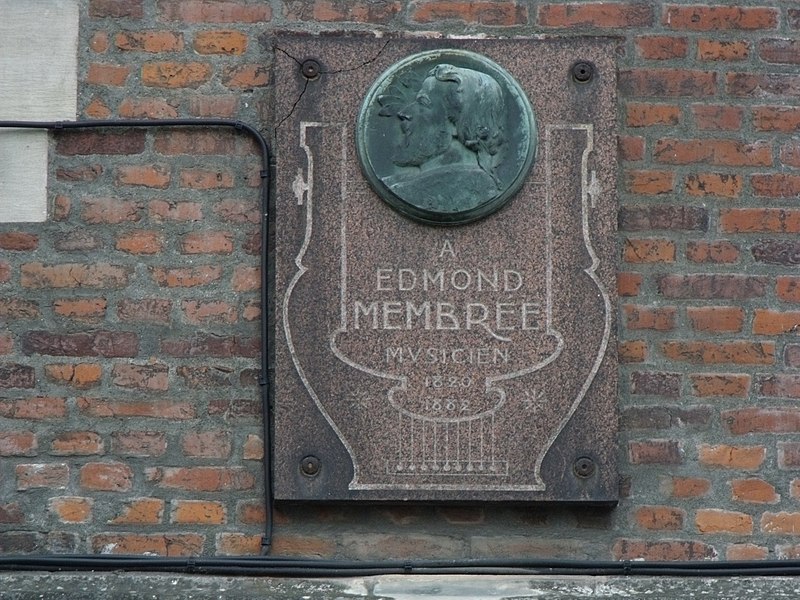 A
EDMOND
MEMBRÉE
MVSICIEN
1820
1882